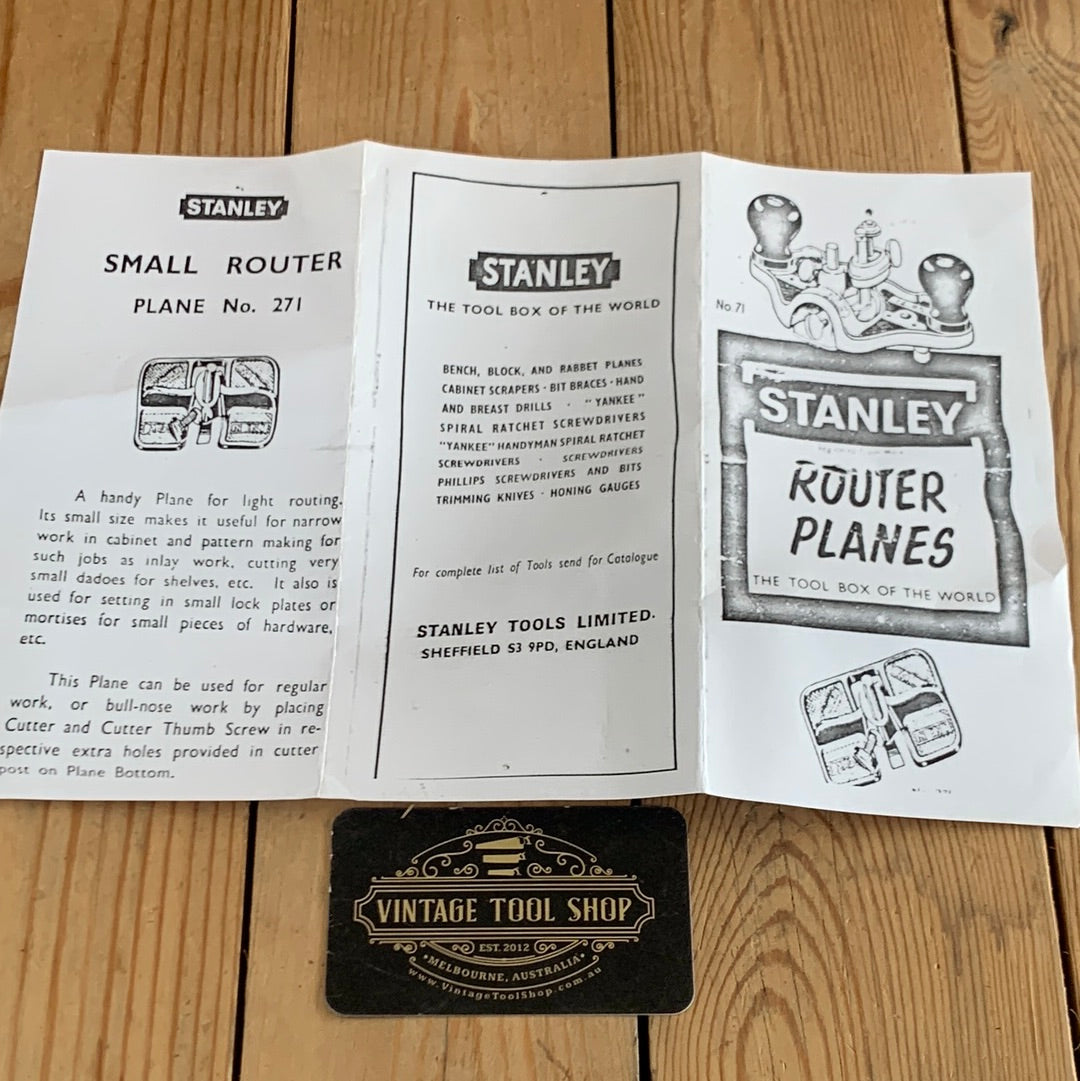 STANLEY
SMALL ROUTER
PLANE No. 271
A handy Plane for light routing.
Its small size makes it useful for narrow
work in cabinet and pattern making for
such jobs as inlay work, cutting very
small dadoes for shelves, etc. It also is
used for setting in small lock plates or
mortises for small pieces of hardware,
etc.
This Plane can be used for regular
work, or bull-nose work by placing
Cutter and Cutter Thumb Screw in re-
spective extra holes provided in cutter
post on Plane Bottom.
STANLEY
THE TOOL BOX OF THE WORLD
BENCH, BLOCK, AND RABBET PLANES
CABINET SCRAPERS · BIT BRACES · HAND
AND BREAST DRILLS · "YANKEE"
SPIRAL RATCHET SCREWDRIVERS
"YANKEE" HANDYMAN SPIRAL RATCHET
SCREWDRIVERS · SCREWDRIVERS
PHILLIPS SCREWDRIVERS AND BITS
TRIMMING KNIVES · HONING GAUGES
For complete list of Tools send for Catalogue
STANLEY TOOLS LIMITED.
SHEFFIELD S3 9PD, ENGLAND
No. 71
STANLEY
ROUTER
PLANES
THE TOOL BOX OF THE WORLD
VINTAGE TOOL SHOP
EST. 2012
•MELBOURNE, AUSTRALIA•
www.VintageToolShop.com.au